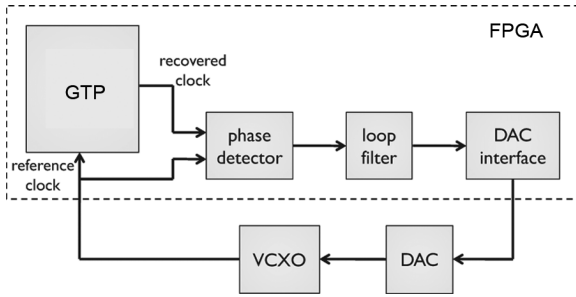 FPGA
GTP
recovered
clock
phase
detector
loop
filter
DAC
interface
reference
clock
VCXO
DAC